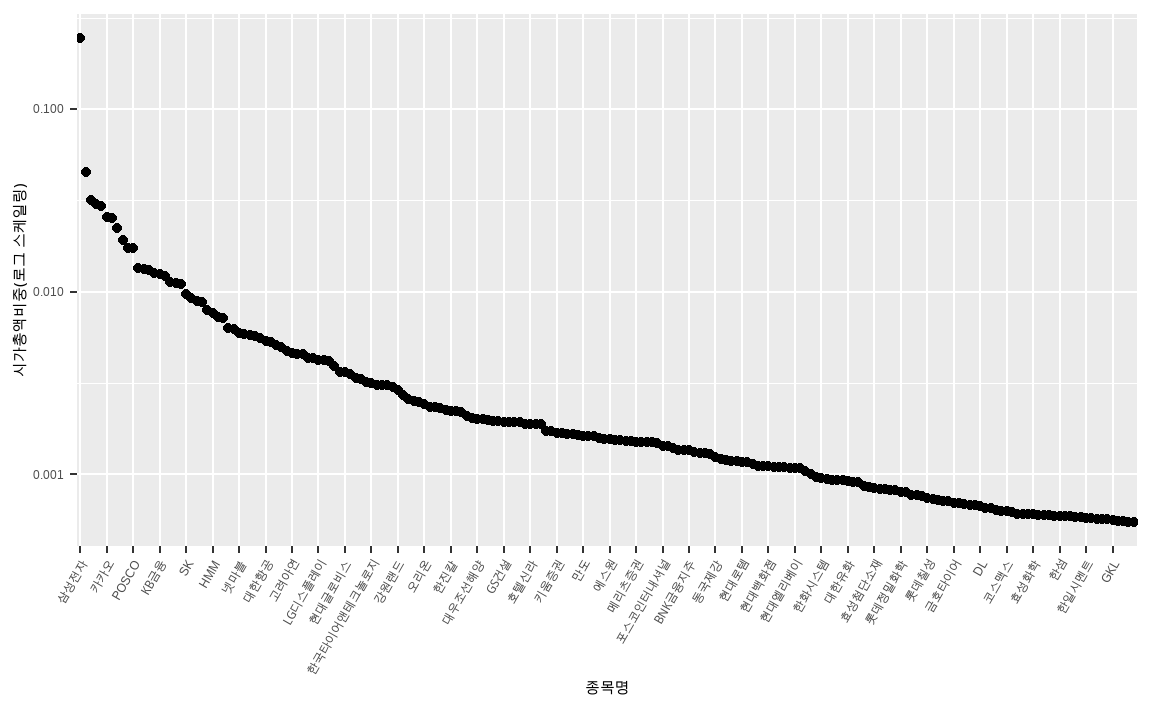 시가총액비중(로그 스케일링)
0.100
0.010
0.001
삼성전자
카카오
POSCO
KB금융
SK
HMM
넷마블
대한항공
고려아연
LG디스플레이
현대글로비스
한국타이어앤테크놀로지
강원랜드
오리온
한진칼
대우조선해양
GS건설
호텔신라
키움증권
만도
에스원
메리츠증권
포스코인터내셔널
BNK금융지주
동국제강
현대로템
현대백화점
현대엘리베이
한화시스템
대한유화
효성첨단소재
롯데정밀화학
롯데칠성
금호타이어
DL
코스맥스
효성화학
한섬
한일시멘트
GKL
종목명